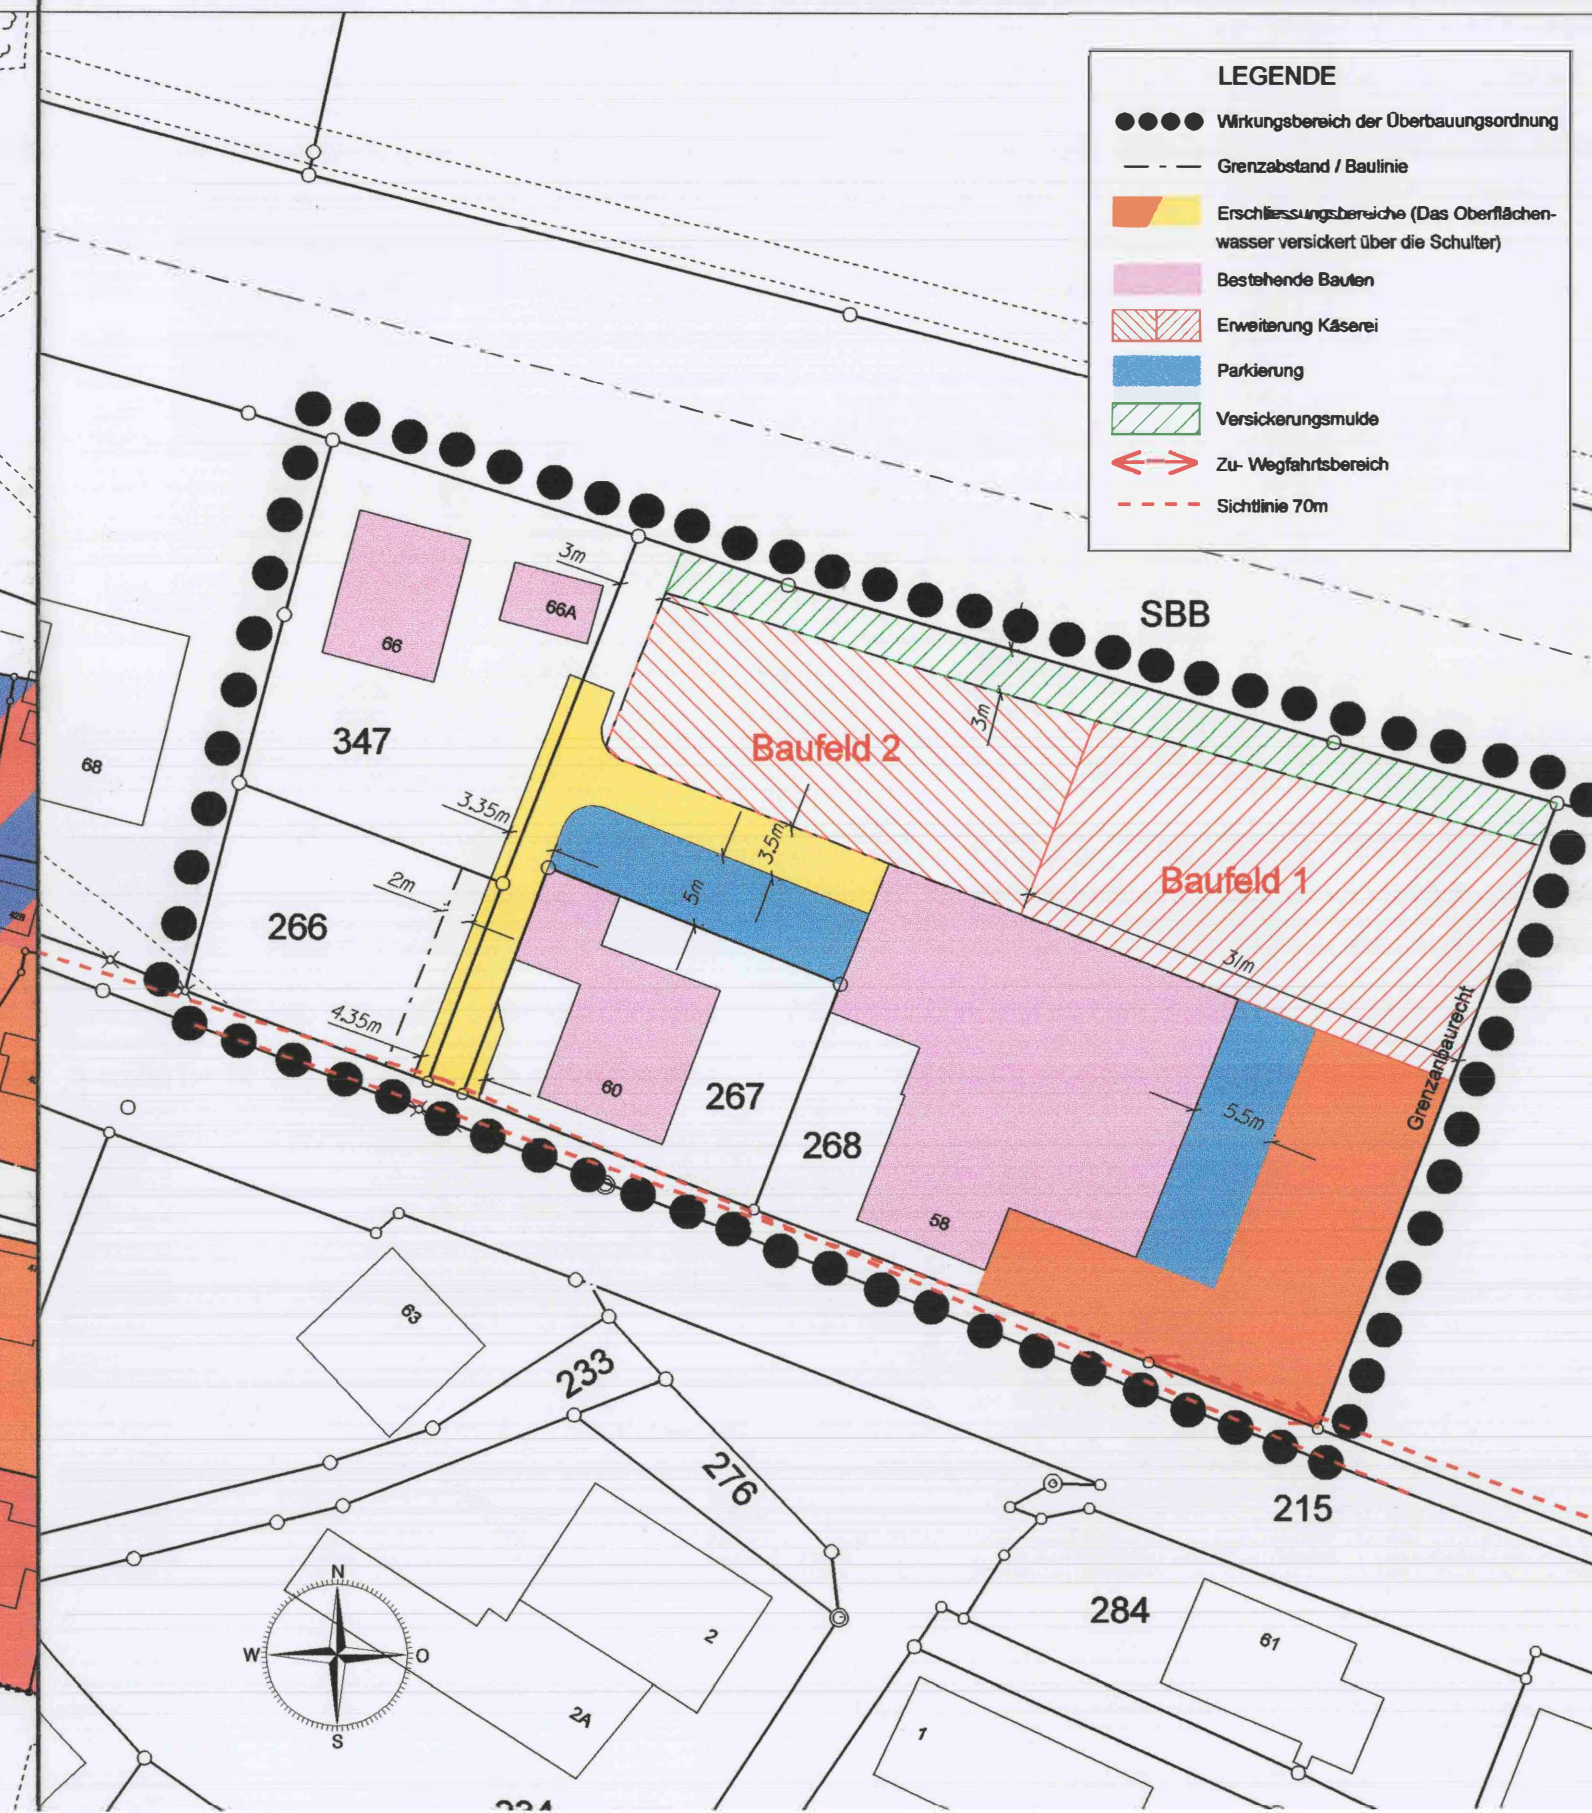 LEGENDE
Wirkungsbereich der Überbauungsordnung
Grenzabstand / Baulinie
Erschliessungsbereiche (Das Oberflächen-
wasser versickert über die Schulter)
Bestehende Bauten
Erweiterung Käserei
Parkierung
Versickerungsmulde
Zu- Wegfahrtsbereich
Sichtlinie 70m
SBB
3m
66A
66
347
68
Baufeld 2
3m
3.35m
3.5m
2m
5m
Baufeld 1
266
42B
31m
4.35m
Grenzanbaurecht
60
267
5.5m
268
58
63
233
276
215
284
61
N
W
O
S
2
2A
1